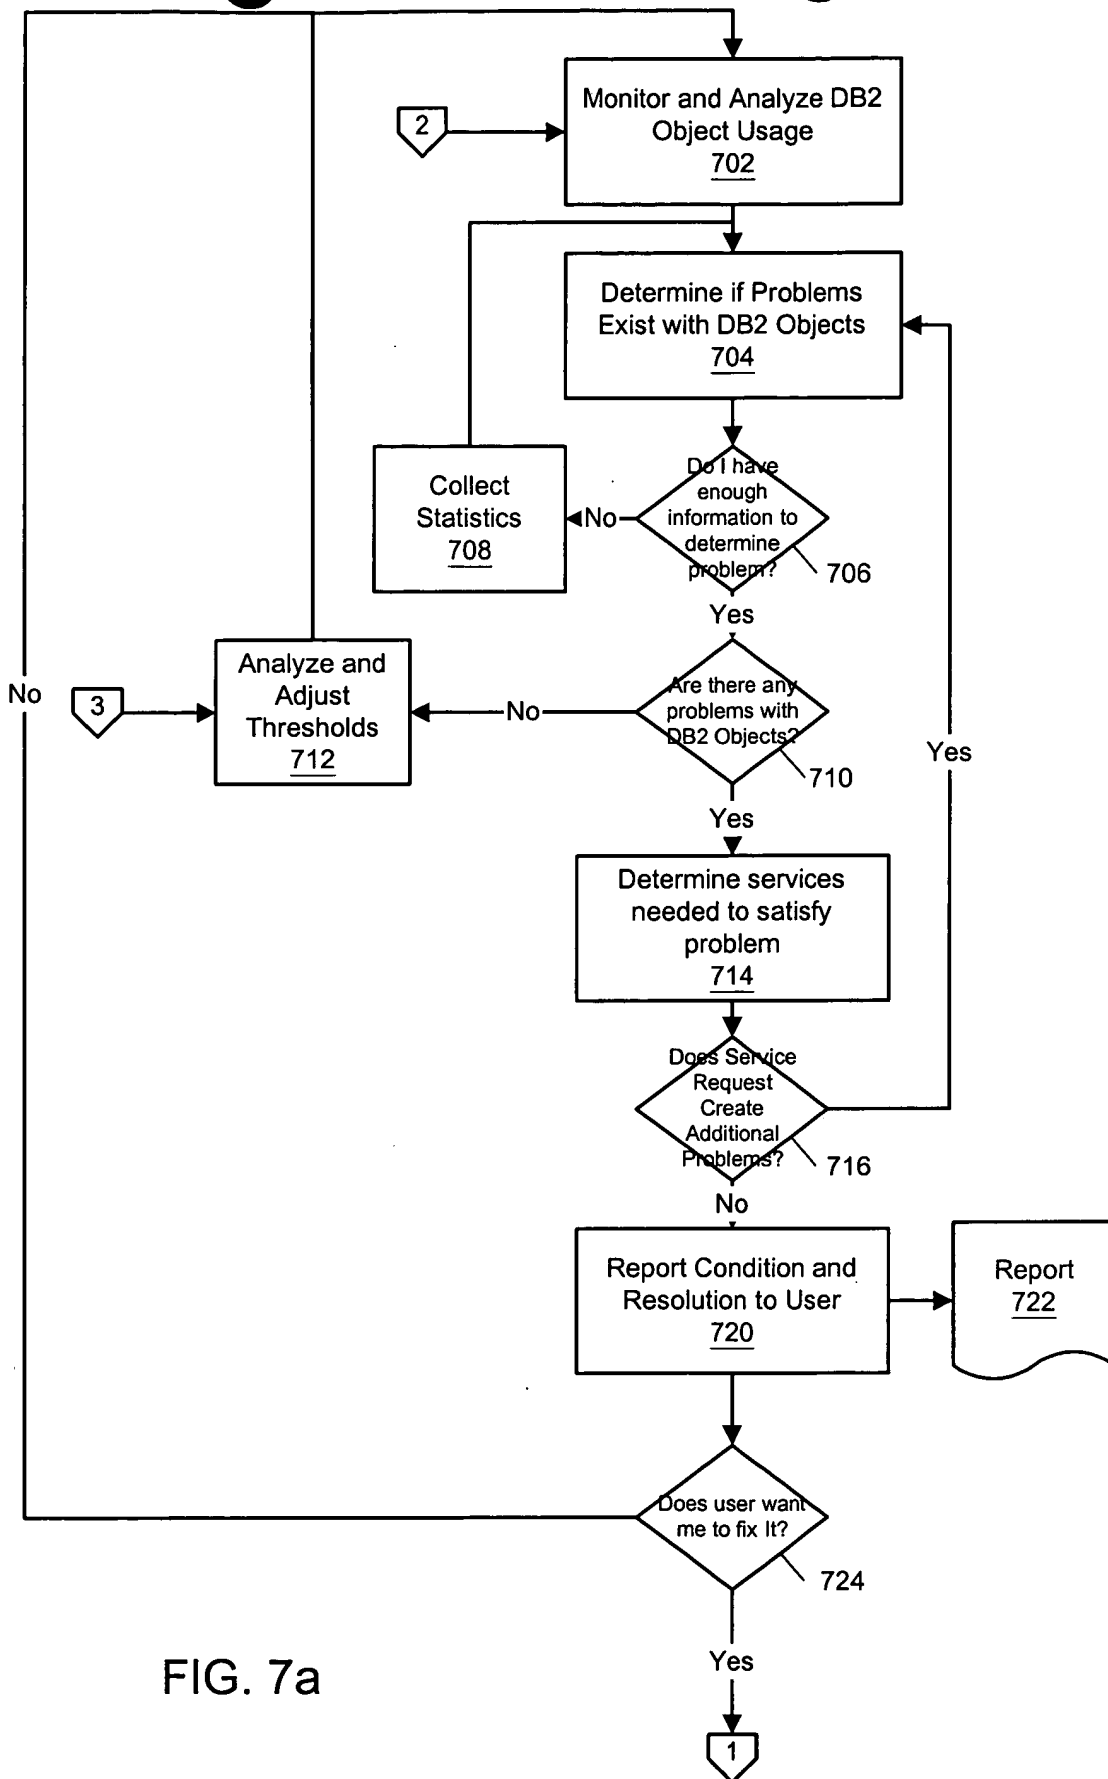 Monitor and Analyze DB2
Object Usage
702
2
Determine if Problems
Exist with DB2 Objects
704
Do I have
enough
information to
determine
problem?
706
No
Collect
Statistics
708
Yes
Are there any
problems with
DB2 Objects?
710
No
Analyze and
Adjust
Thresholds
712
3
No
Yes
Yes
Determine services
needed to satisfy
problem
714
Does Service
Request
Create
Additional
Problems?
716
No
Report Condition and
Resolution to User
720
Report
722
Does user want
me to fix It?
724
Yes
1
FIG. 7a